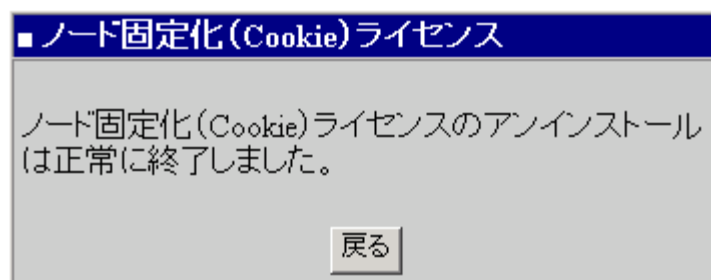 ■ノード固定化(Cookie)ライセンス
ノード固定化(Cookie)ライセンスのアンインストール
は正常に終了しました。
戻る